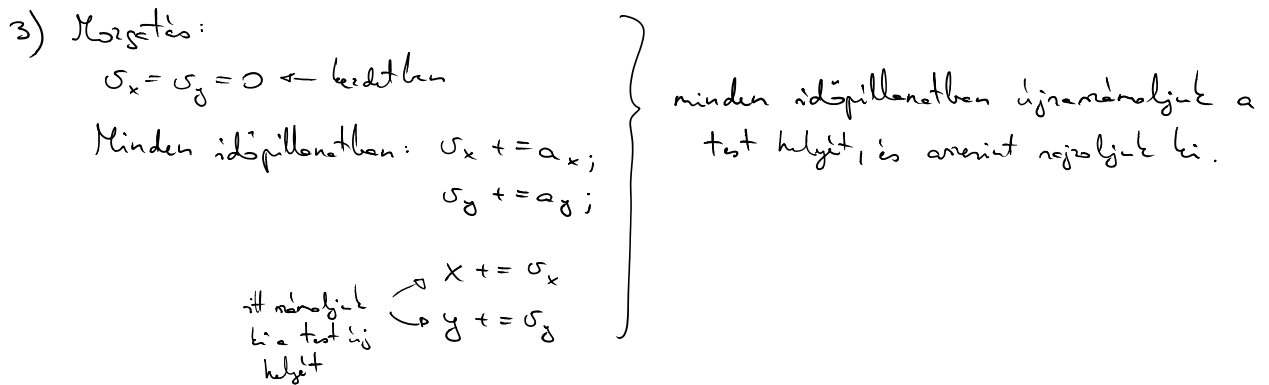 3) Mozgatás:
v_x = v_y = 0 ← kezdetben
Minden időpillanatban: v_x += a_x;
v_y += a_y;
x += v_x
y += v_y
itt számoljuk
ki a test új
helyét
minden időpillanatban újraszámoljuk a
test helyét, és aszerint rajzoljuk ki.